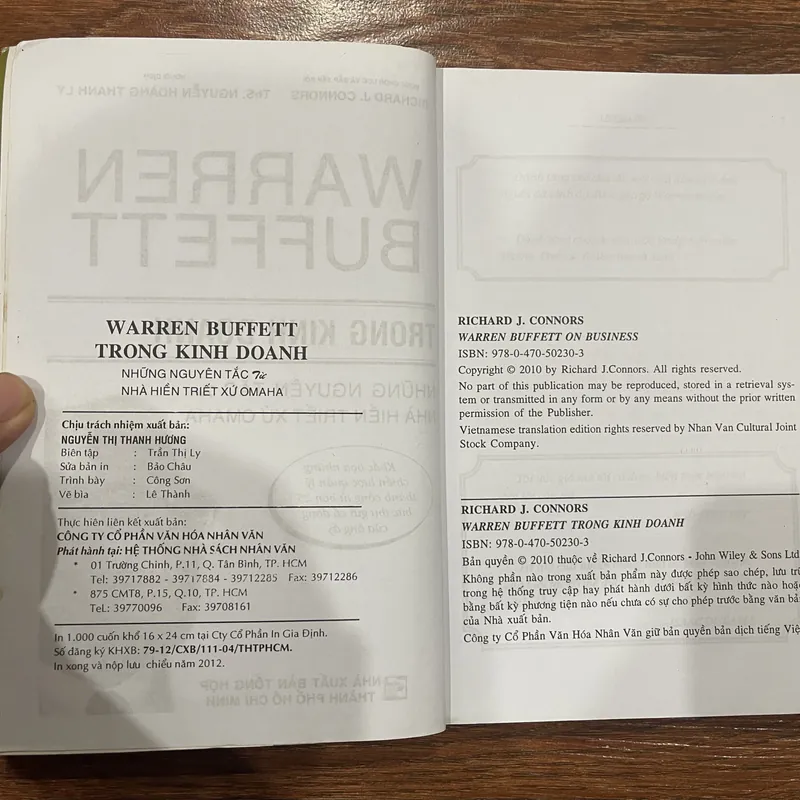 WARREN BUFFETT
TRONG KINH DOANH
NHỮNG NGUYÊN TẮC Từ
NHÀ HIỀN TRIẾT XỨ OMAHA
Chịu trách nhiệm xuất bản:
NGUYỄN THỊ THANH HƯƠNG
Biên tập : Trần Thị Ly
Sửa bản in : Bảo Châu
Trình bày : Công Sơn
Vẽ bìa : Lê Thành
Thực hiện liên kết xuất bản:
CÔNG TY CỔ PHẦN VĂN HÓA NHÂN VĂN
Phát hành tại: HỆ THỐNG NHÀ SÁCH NHÂN VĂN
* 01 Trường Chinh, P.11, Q. Tân Bình, TP. HCM
Tel: 39717882 - 39717884 - 39712285 Fax: 39712286
* 875 CMT8, P.15, Q.10, TP. HCM
Tel.: 39770096 Fax: 39708161
In 1.000 cuốn khổ 16 x 24 cm tại Cty Cổ Phần In Gia Định.
Số đăng ký KHXB: 79-12/CXB/111-04/THTPHCM.
In xong và nộp lưu chiểu năm 2012.
RICHARD J. CONNORS
WARREN BUFFETT ON BUSINESS
ISBN: 978-0-470-50230-3
Copyright © 2010 by Richard J.Connors. All rights reserved.
No part of this publication may be reproduced, stored in a retrieval sys-
tem or transmitted in any form or by any means without the prior written
permission of the Publisher.
Vietnamese translation edition rights reserved by Nhan Van Cultural Joint
Stock Company.
RICHARD J. CONNORS
WARREN BUFFETT TRONG KINH DOANH
ISBN: 978-0-470-50230-3
Bản quyền © 2010 thuộc về Richard J.Connors - John Wiley & Sons Ltd
Không phần nào trong xuất bản phẩm này được phép sao chép, lưu trữ
trong hệ thống truy cập hay phát hành dưới bất kỳ hình thức nào hoặc
bằng bất kỳ phương tiện nào nếu chưa có sự cho phép trước bằng văn bản
của Nhà xuất bản.
Công ty Cổ Phần Văn Hóa Nhân Văn giữ bản quyền bản dịch tiếng Việ